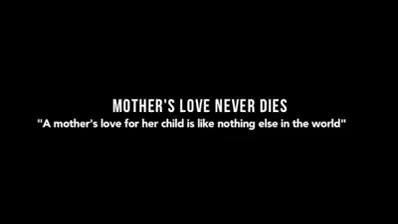 MOTHER'S LOVE NEVER DIES
"A mother's love for her child is like nothing else in the world"